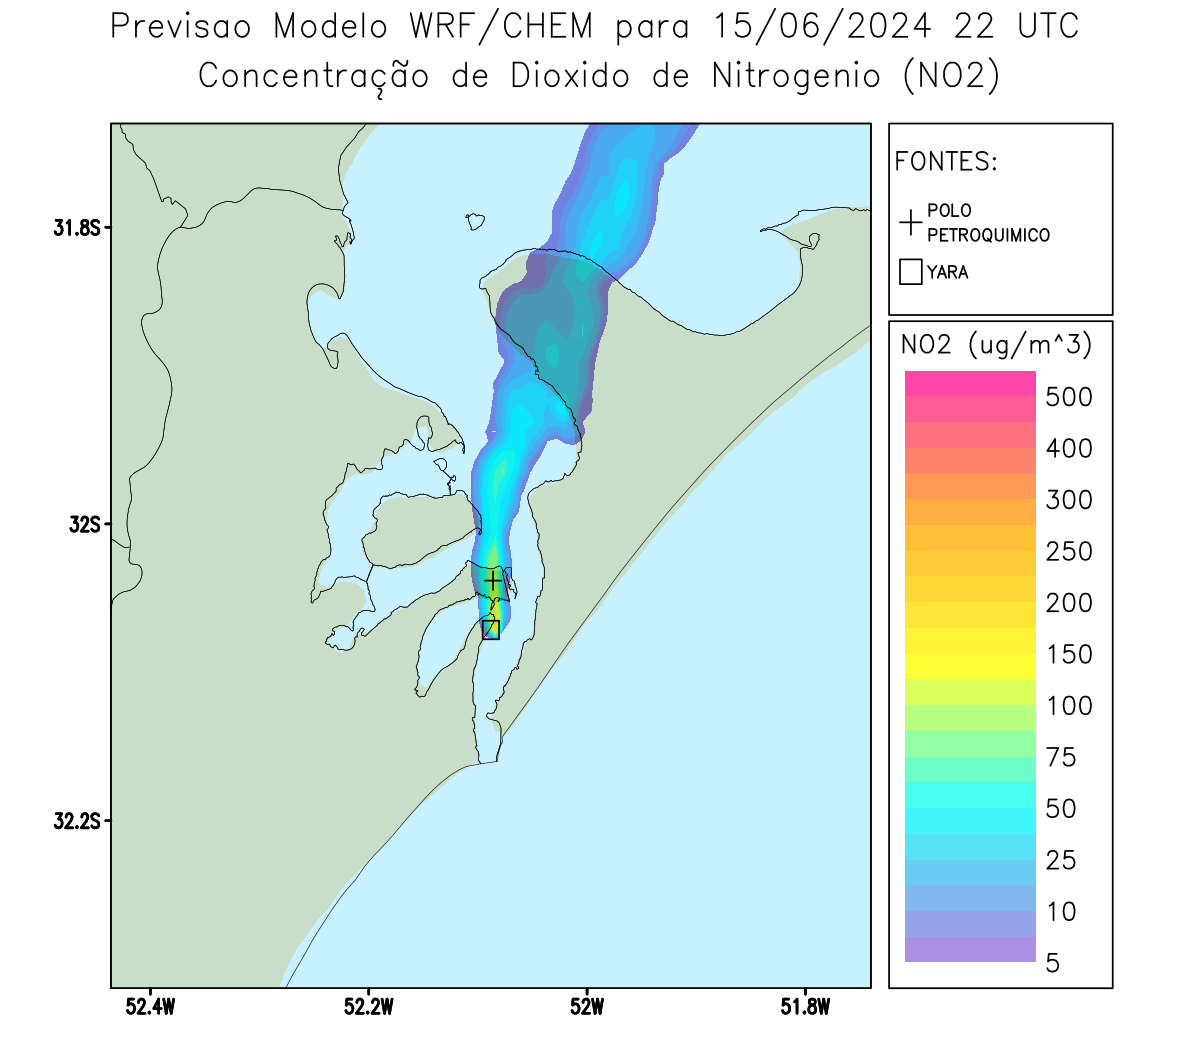 Previsao Modelo WRF/CHEM para 15/06/2024 22 UTC
Concentração de Dioxido de Nitrogenio (NO2)
FONTES:
POLO
PETROQUIMICO
YARA
31.8S
32S
32.2S
52.4W
52.2W
52W
51.8W
NO2 (ug/m^3)
500
400
300
250
200
150
100
75
50
25
10
5